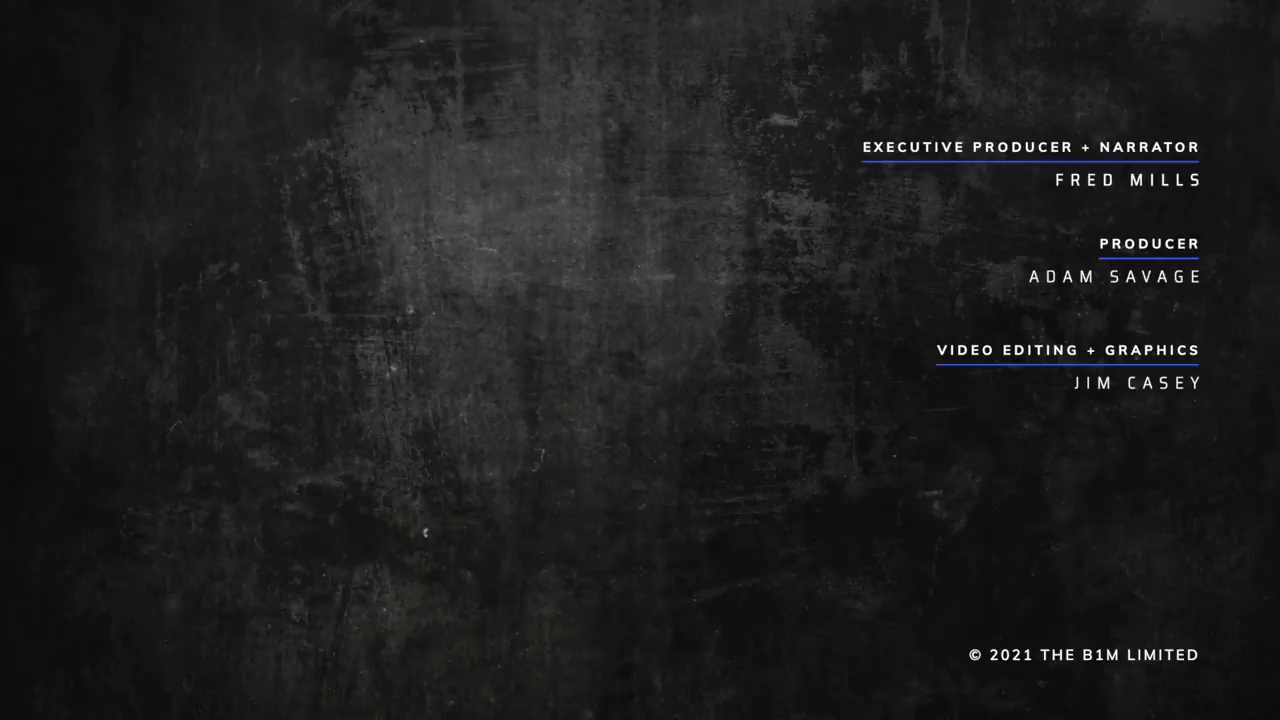 EXECUTIVE PRODUCER + NARRATOR
FRED MILLS
PRODUCER
ADAM SAVAGE
VIDEO EDITING + GRAPHICS
JIM CASEY
© 2021 THE B1M LIMITED